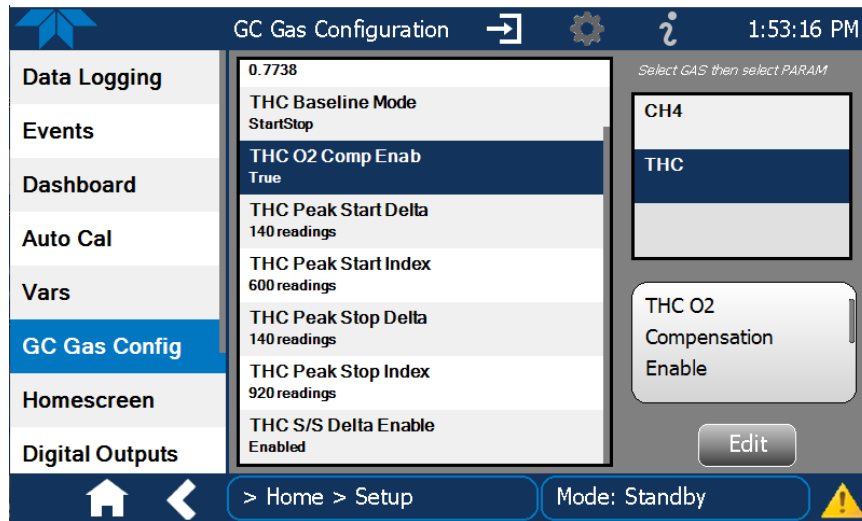 GC Gas Configuration
1:53:16 PM
Data Logging
Events
Dashboard
Auto Cal
Vars
GC Gas Config
Homescreen
Digital Outputs
0.7738
THC Baseline Mode
StartStop
THC O2 Comp Enab
True
THC Peak Start Delta
140 readings
THC Peak Start Index
600 readings
THC Peak Stop Delta
140 readings
THC Peak Stop Index
920 readings
THC S/S Delta Enable
Enabled
Select GAS then select PARAM
CH4
THC
THC O2
Compensation
Enable
Edit
> Home > Setup
Mode: Standby